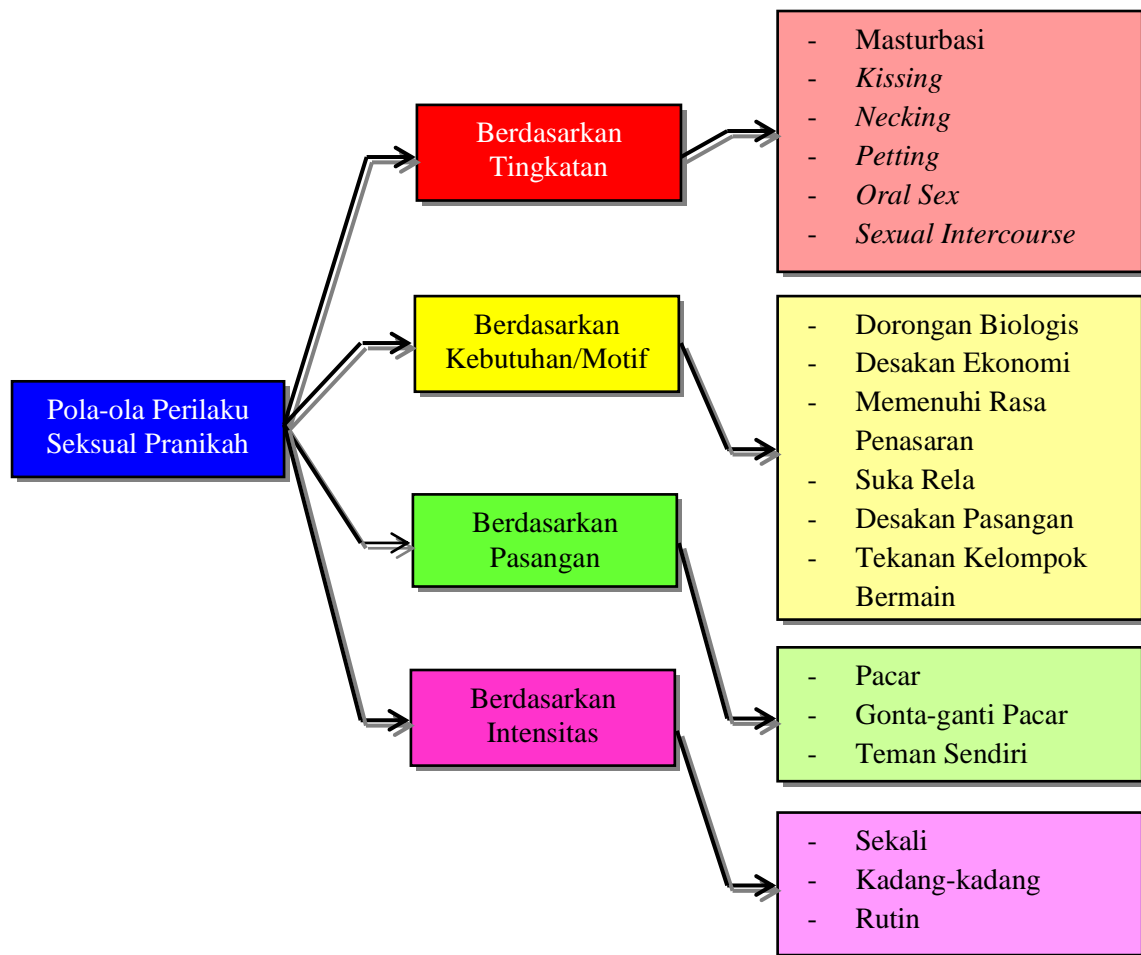 Pola-ola Perilaku
Seksual Pranikah
Berdasarkan
Tingkatan
- Masturbasi
- Kissing
- Necking
- Petting
- Oral Sex
- Sexual Intercourse
Berdasarkan
Kebutuhan/Motif
- Dorongan Biologis
- Desakan Ekonomi
- Memenuhi Rasa
Penasaran
- Suka Rela
- Desakan Pasangan
- Tekanan Kelompok
Bermain
Berdasarkan
Pasangan
- Pacar
- Gonta-ganti Pacar
- Teman Sendiri
Berdasarkan
Intensitas
- Sekali
- Kadang-kadang
- Rutin